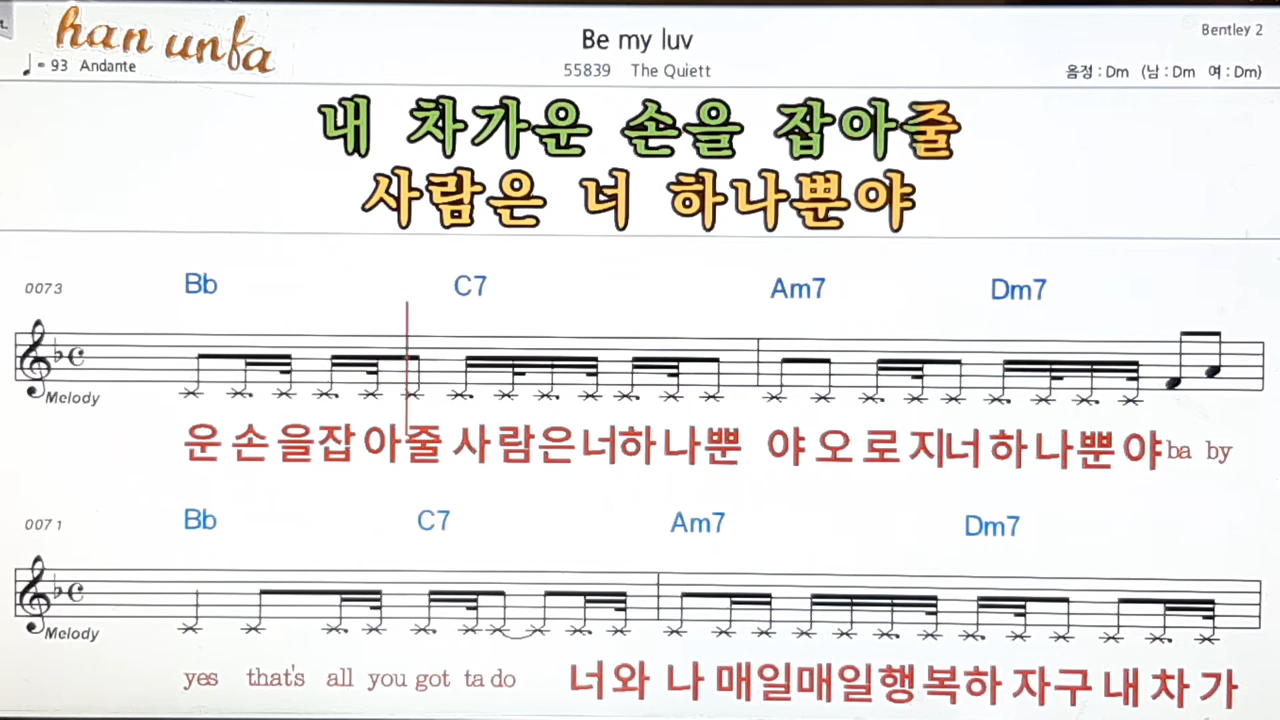 han unfa
Be my luv
Bentley 2
♩= 93 Andante
55839 The Quiett
음정 : Dm (남 : Dm 여 : Dm)
내 차가운 손을 잡아줄
사람은 너 하나뿐야
0073 Bb C7 Am7 Dm7
Melody
운 손 을잡 아줄 사 람은너하 나뿐 야 오 로 지너 하 나뿐 야 ba by
0071 Bb C7 Am7 Dm7
Melody
yes that's all you got ta do 너 와 나 매일매일행 복하 자구 내 차 가